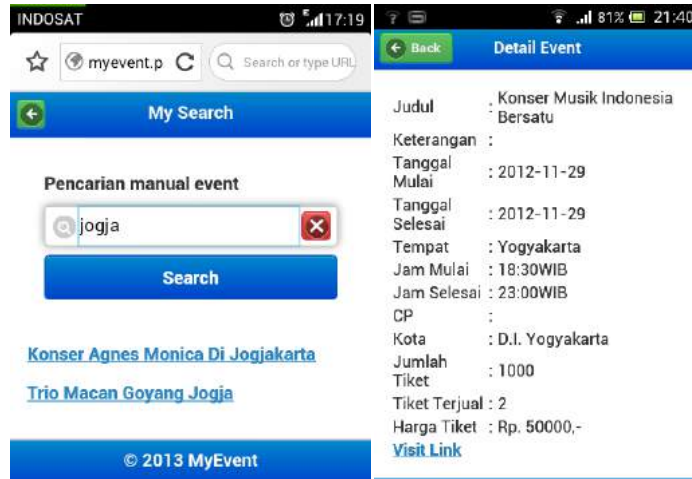 INDOSAT E 17:19
myevent.p C Search or type URL
My Search
Pencarian manual event
jogja
Search
Konser Agnes Monica Di Jogjakarta
Trio Macan Goyang Jogja
© 2013 MyEvent
81% 21:40
Back Detail Event
Judul : Konser Musik Indonesia
Bersatu
Keterangan :
Tanggal
Mulai : 2012-11-29
Tanggal
Selesai : 2012-11-29
Tempat : Yogyakarta
Jam Mulai : 18:30WIB
Jam Selesai : 23:00WIB
CP :
Kota : D.I. Yogyakarta
Jumlah
Tiket : 1000
Tiket Terjual : 2
Harga Tiket : Rp. 50000,-
Visit Link